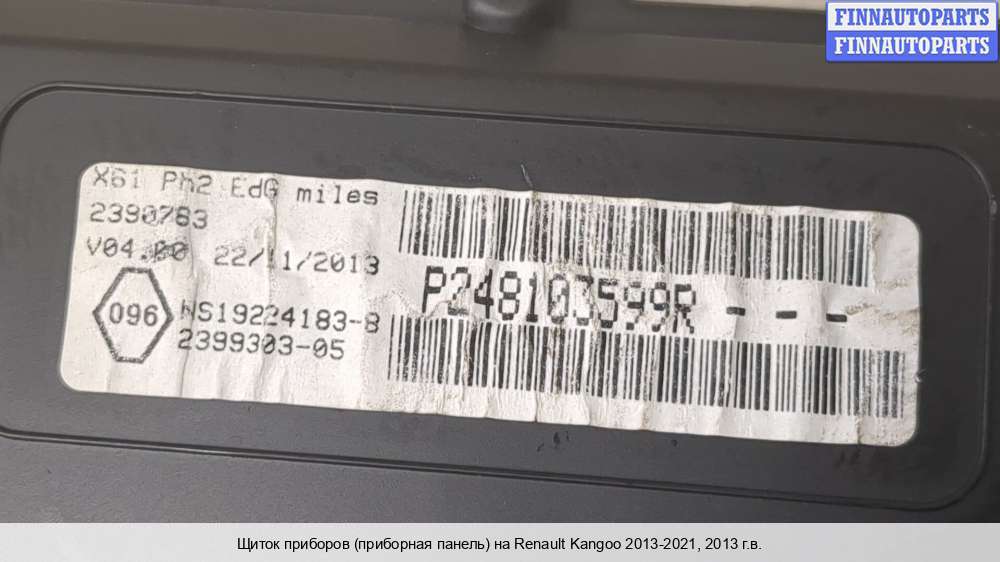 FINNAUTOPARTS
FINNAUTOPARTS
X61 Ph2 EdG miles
2390763
V04.00 22/11/2013
096
NS19224183-8
2399303-05
P248103599R - - -
Щиток приборов (приборная панель) на Renault Kangoo 2013-2021, 2013 г.в.